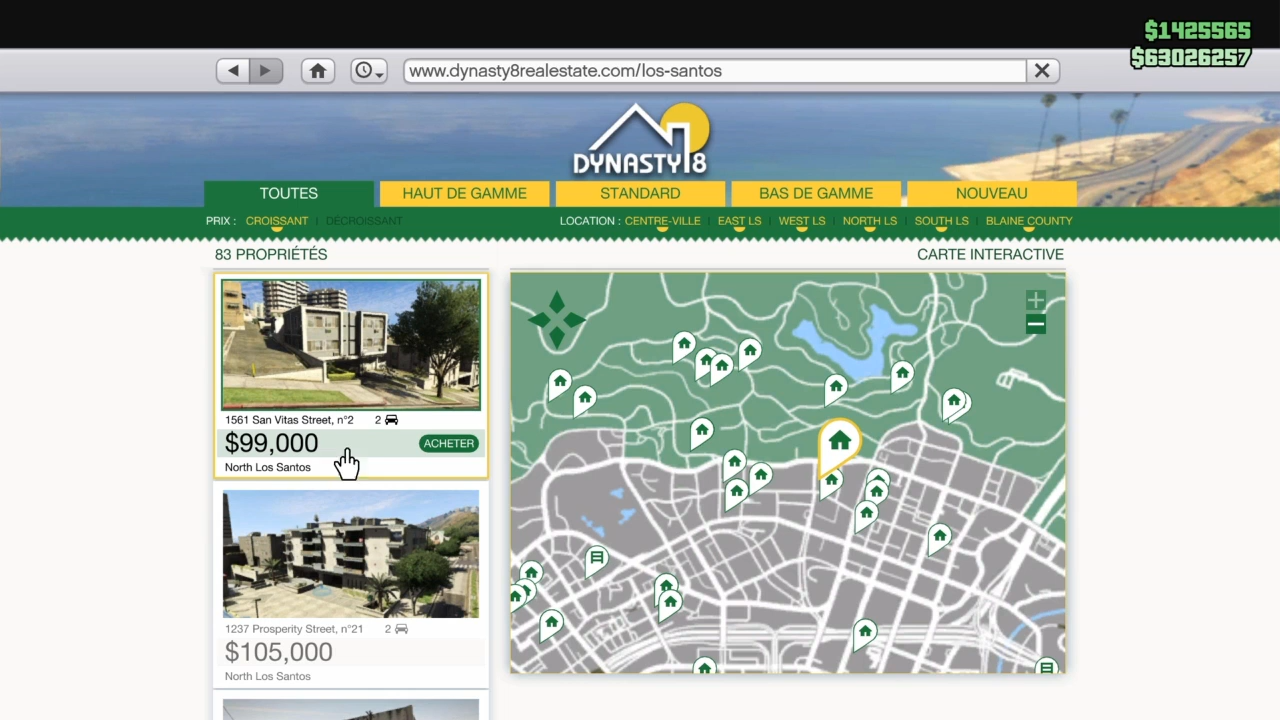 $1425565
$63026257
www.dynasty8realestate.com/los-santos
DYNASTY 8
TOUTES
HAUT DE GAMME
STANDARD
BAS DE GAMME
NOUVEAU
PRIX : CROISSANT | DÉCROISSANT
LOCATION : CENTRE-VILLE | EAST LS | WEST LS | NORTH LS | SOUTH LS | BLAINE COUNTY
83 PROPRIÉTÉS
CARTE INTERACTIVE
1561 San Vitas Street, n°2 2
$99,000
ACHETER
North Los Santos
1237 Prosperity Street, n°21 2
$105,000
North Los Santos